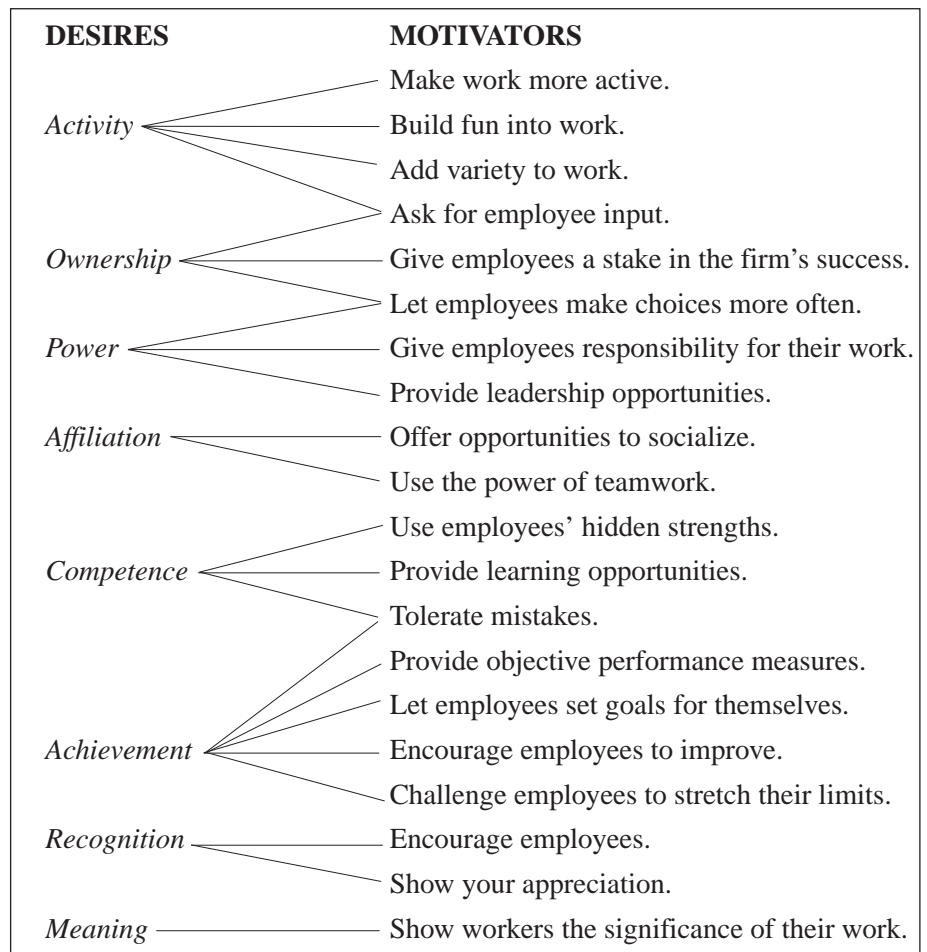 DESIRES MOTIVATORS
Make work more active.
Activity Build fun into work.
Add variety to work.
Ask for employee input.
Ownership Give employees a stake in the firm’s success.
Let employees make choices more often.
Power Give employees responsibility for their work.
Provide leadership opportunities.
Affiliation Offer opportunities to socialize.
Use the power of teamwork.
Use employees’ hidden strengths.
Competence Provide learning opportunities.
Tolerate mistakes.
Provide objective performance measures.
Let employees set goals for themselves.
Achievement Encourage employees to improve.
Challenge employees to stretch their limits.
Recognition Encourage employees.
Show your appreciation.
Meaning Show workers the significance of their work.